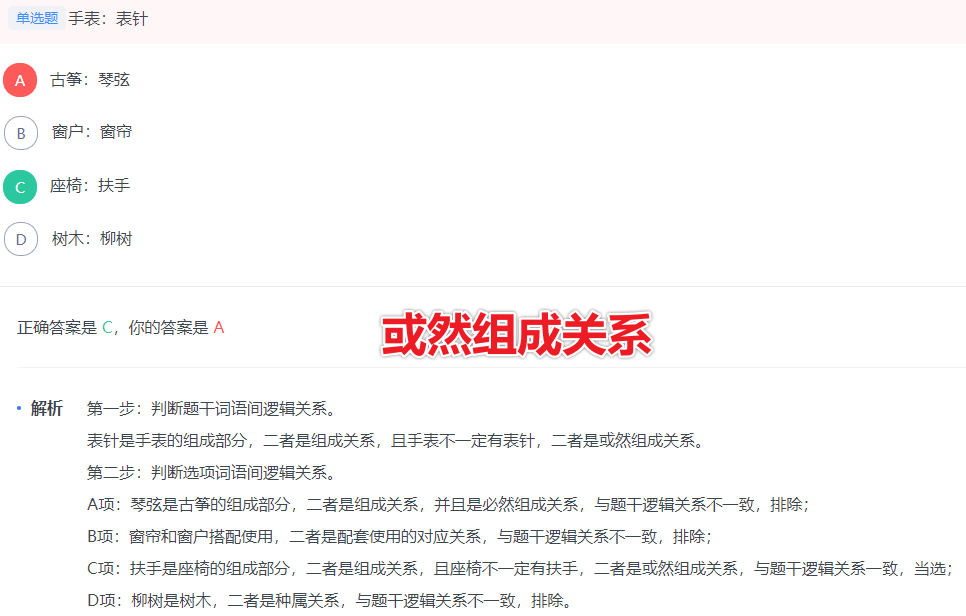 单选题 手表：表针
A 古筝：琴弦
B 窗户：窗帘
C 座椅：扶手
D 树木：柳树
正确答案是 C，你的答案是 A
或然组成关系
• 解析 第一步：判断题干词语间逻辑关系。
表针是手表的组成部分，二者是组成关系，且手表不一定有表针，二者是或然组成关系。
第二步：判断选项词语间逻辑关系。
A项：琴弦是古筝的组成部分，二者是组成关系，并且是必然组成关系，与题干逻辑关系不一致，排除；
B项：窗帘和窗户搭配使用，二者是配套使用的对应关系，与题干逻辑关系不一致，排除；
C项：扶手是座椅的组成部分，二者是组成关系，且座椅不一定有扶手，二者是或然组成关系，与题干逻辑关系一致，当选；
D项：柳树是树木，二者是种属关系，与题干逻辑关系不一致，排除。